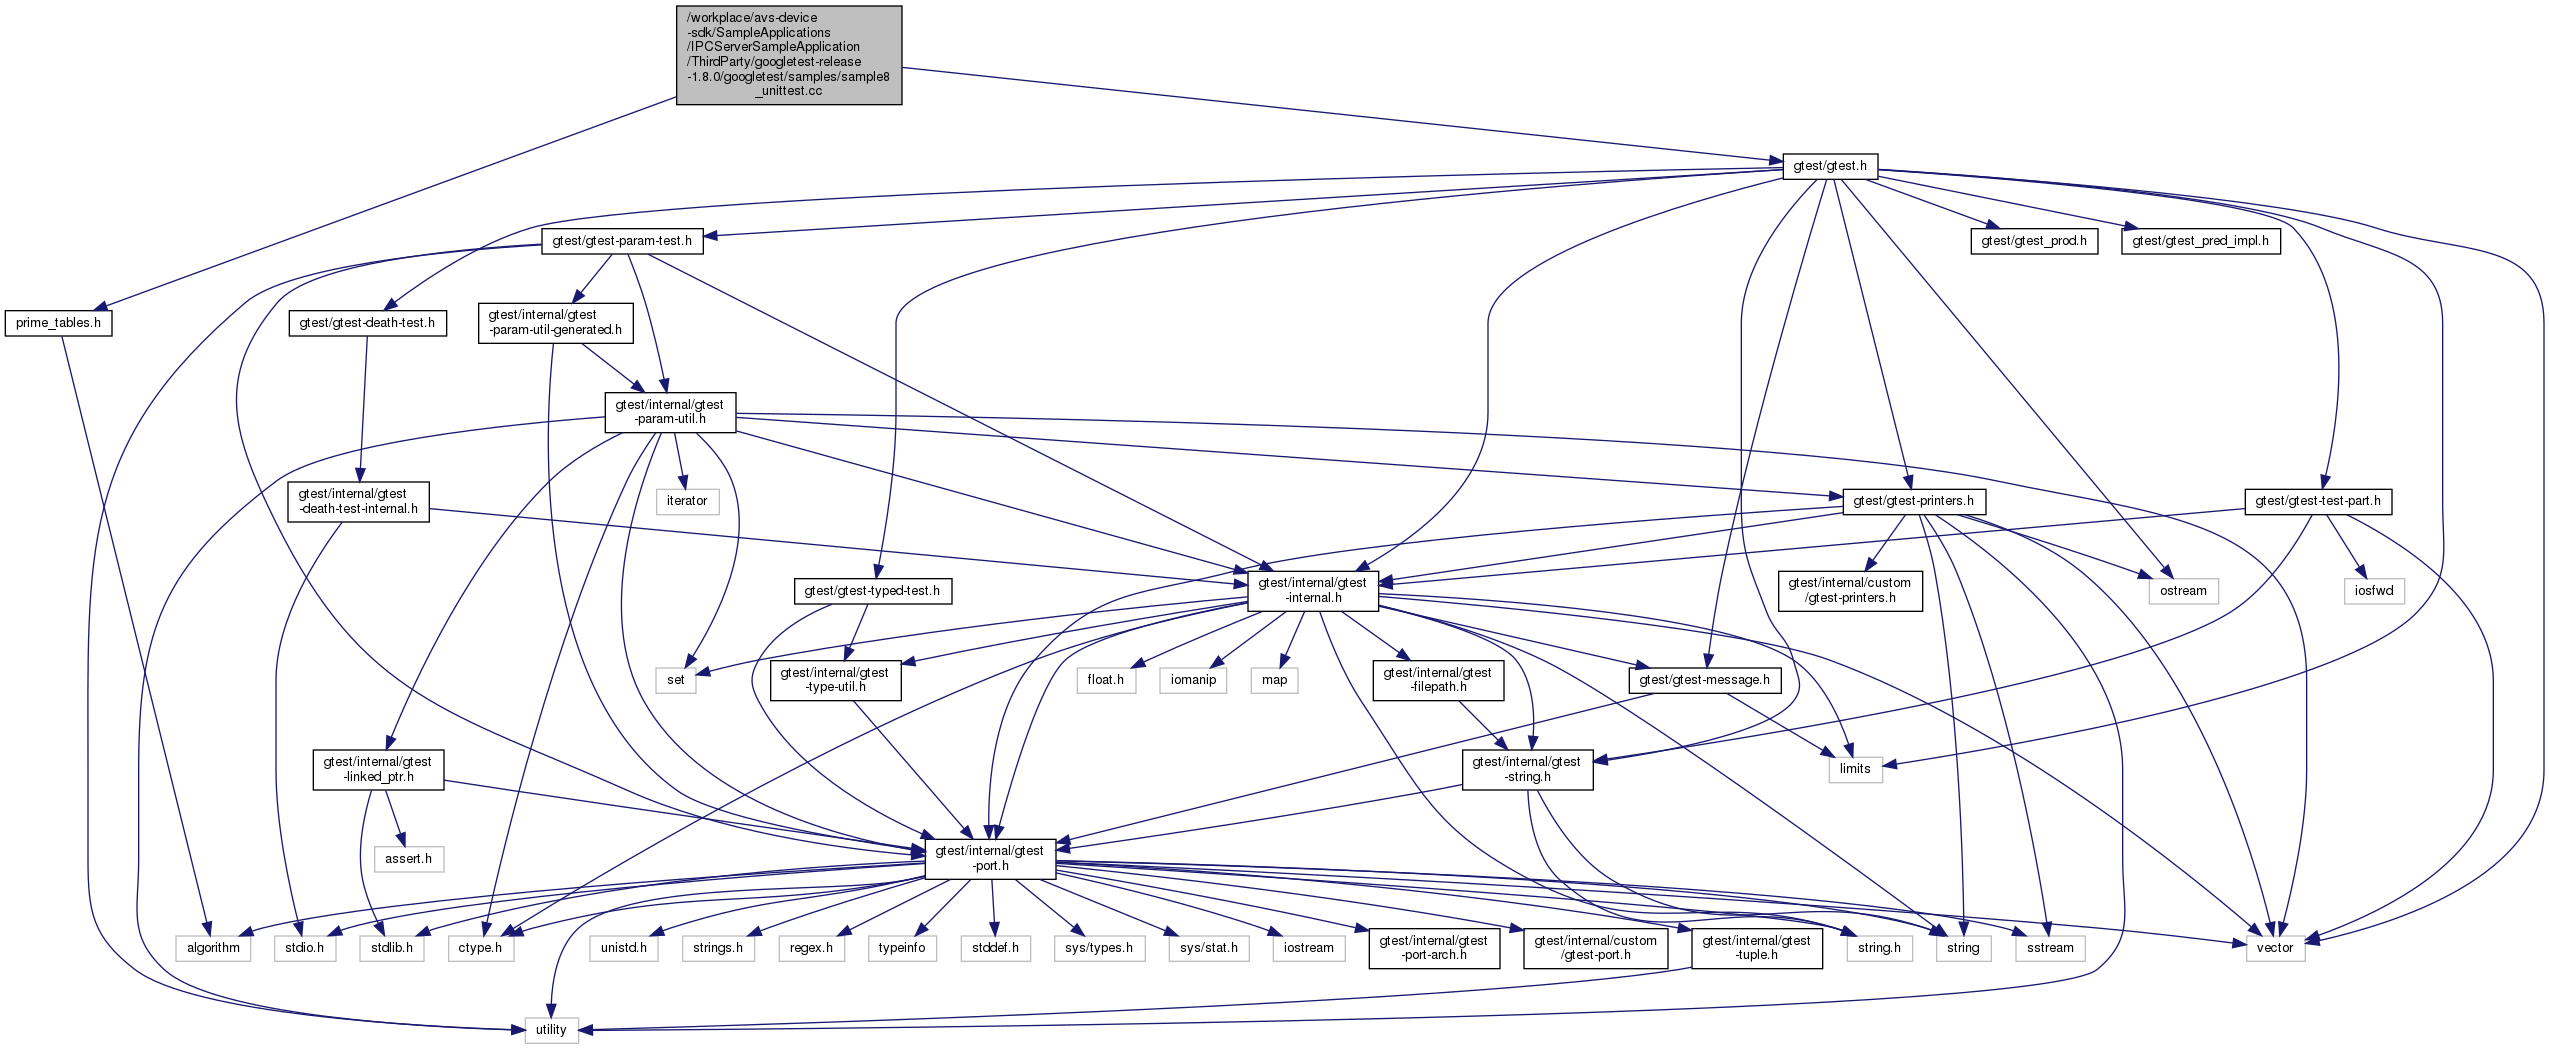 /workplace/avs-device
-sdk/SampleApplications
/IPCServerSampleApplication
/ThirdParty/googletest-release
-1.8.0/googletest/samples/sample8
_unittest.cc
gtest/gtest.h
gtest/gtest-param-test.h
gtest/gtest_prod.h
gtest/gtest_pred_impl.h
prime_tables.h
gtest/gtest-death-test.h
gtest/internal/gtest
-param-util-generated.h
gtest/internal/gtest
-param-util.h
gtest/internal/gtest
-death-test-internal.h
iterator
gtest/gtest-printers.h
gtest/gtest-test-part.h
gtest/gtest-typed-test.h
gtest/internal/gtest
-internal.h
gtest/internal/custom
/gtest-printers.h
ostream
iosfwd
set
gtest/internal/gtest
-type-util.h
float.h
iomanip
map
gtest/internal/gtest
-filepath.h
gtest/gtest-message.h
gtest/internal/gtest
-linked_ptr.h
gtest/internal/gtest
-string.h
limits
assert.h
gtest/internal/gtest
-port.h
algorithm
stdio.h
stdlib.h
ctype.h
unistd.h
strings.h
regex.h
typeinfo
stddef.h
sys/types.h
sys/stat.h
iostream
gtest/internal/gtest
-port-arch.h
gtest/internal/custom
/gtest-port.h
gtest/internal/gtest
-tuple.h
string.h
string
sstream
vector
utility